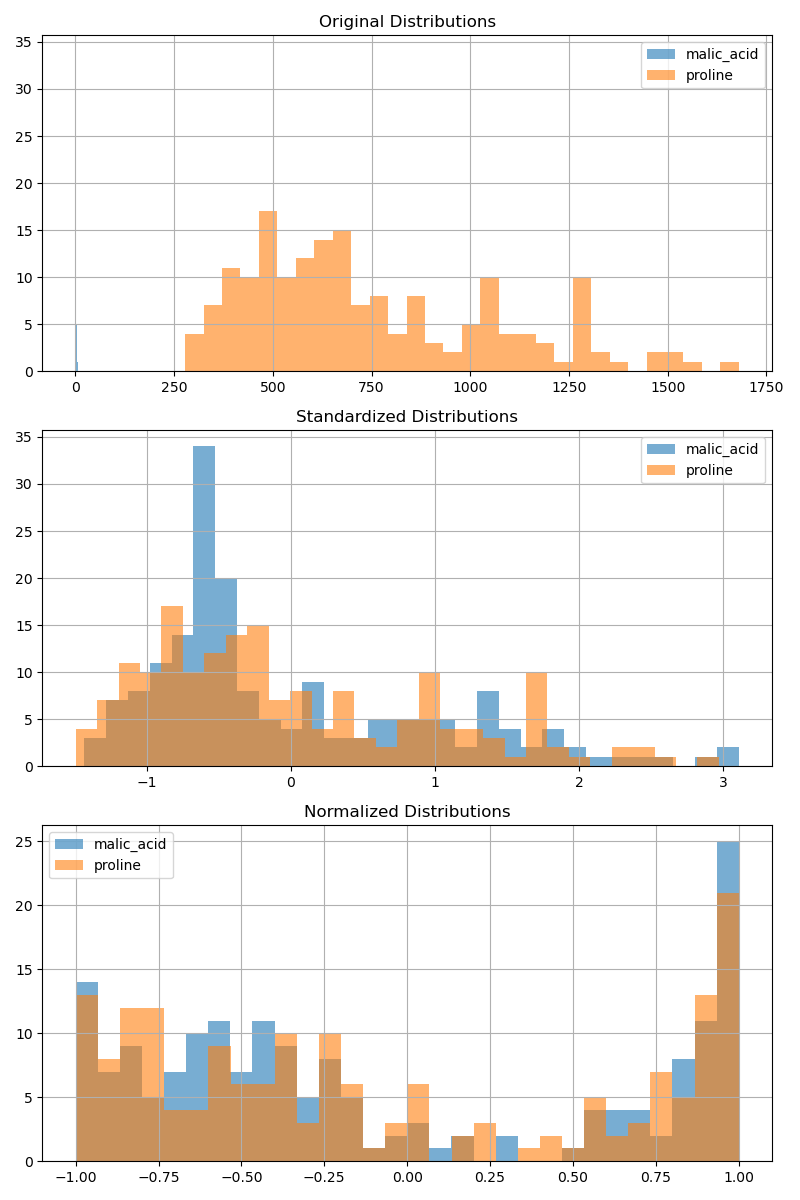 Original Distributions
35
30
25
20
15
10
5
0
malic_acid
proline
0 250 500 750 1000 1250 1500 1750
Standardized Distributions
35
30
25
20
15
10
5
0
malic_acid
proline
−1 0 1 2 3
Normalized Distributions
25
20
15
10
5
0
malic_acid
proline
−1.00 −0.75 −0.50 −0.25 0.00 0.25 0.50 0.75 1.00